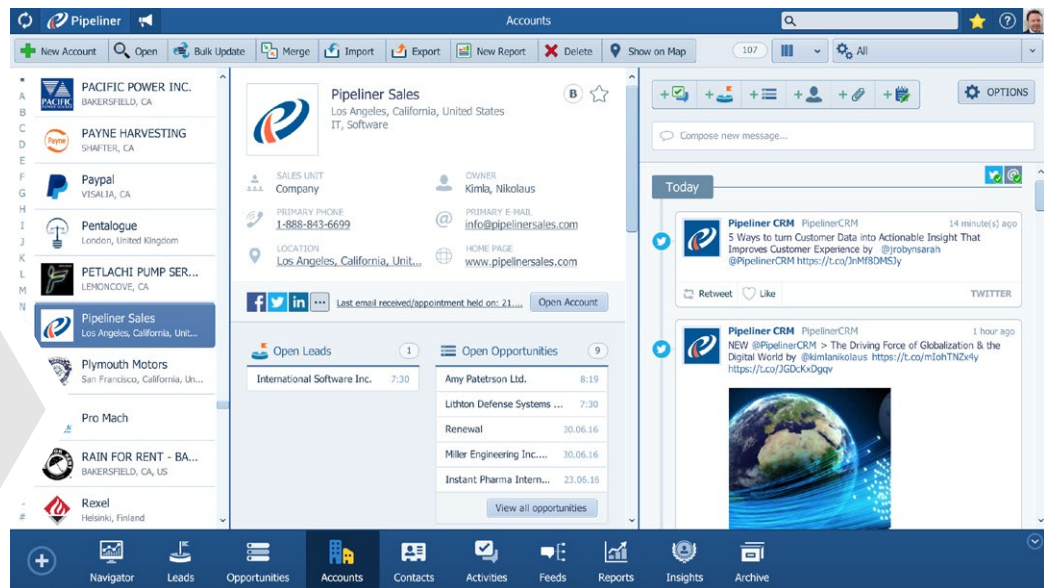 Pipeliner
Accounts
New Account
Open
Bulk Update
Merge
Import
Export
New Report
Delete
Show on Map
107
All
A
B
C
D
E
F
G
H
I
J
K
L
M
N
#
PACIFIC
PACIFIC POWER INC.
BAKERSFIELD, CA
Payne
PAYNE HARVESTING
SHAFTER, CA
Paypal
VISALIA, CA
Pentalogue
London, United Kingdom
PETLACHI PUMP SER...
LEMONCOVE, CA
Pipeliner Sales
Los Angeles, California, Unit...
Plymouth Motors
San Francisco, California, Un...
Pro Mach
RAIN FOR RENT - BA...
BAKERSFIELD, CA, US
Rexel
Helsinki, Finland
Pipeliner Sales
B
Los Angeles, California, United States
IT, Software
SALES UNIT
Company
OWNER
Kimla, Nikolaus
PRIMARY PHONE
1-888-843-6699
PRIMARY E-MAIL
info@pipelinersales.com
LOCATION
Los Angeles, California, Unit...
HOME PAGE
www.pipelinersales.com
Last email received/appointment held on: 21....
Open Account
Open Leads
1
International Software Inc. 7:30
Open Opportunities
9
Amy Patetrson Ltd. 8:19
Lithton Defense Systems ... 7:30
Renewal 30.06.16
Miller Engineering Inc.... 30.06.16
Instant Pharma Intern... 23.06.16
View all opportunities
OPTIONS
Compose new message...
Today
Pipeliner CRM PipelinerCRM 14 minute(s) ago
5 Ways to turn Customer Data into Actionable Insight That
Improves Customer Experience by @jrobynsarah
@PipelinerCRM https://t.co/JnMf8DMSJy
Retweet
Like
TWITTER
Pipeliner CRM PipelinerCRM 1 hour ago
NEW @PipelinerCRM > The Driving Force of Globalization & the
Digital World by @kimlanikolaus https://t.co/mIohTNZx4y
https://t.co/JGDcKxDgqv
Navigator
Leads
Opportunities
Accounts
Contacts
Activities
Feeds
Reports
Insights
Archive